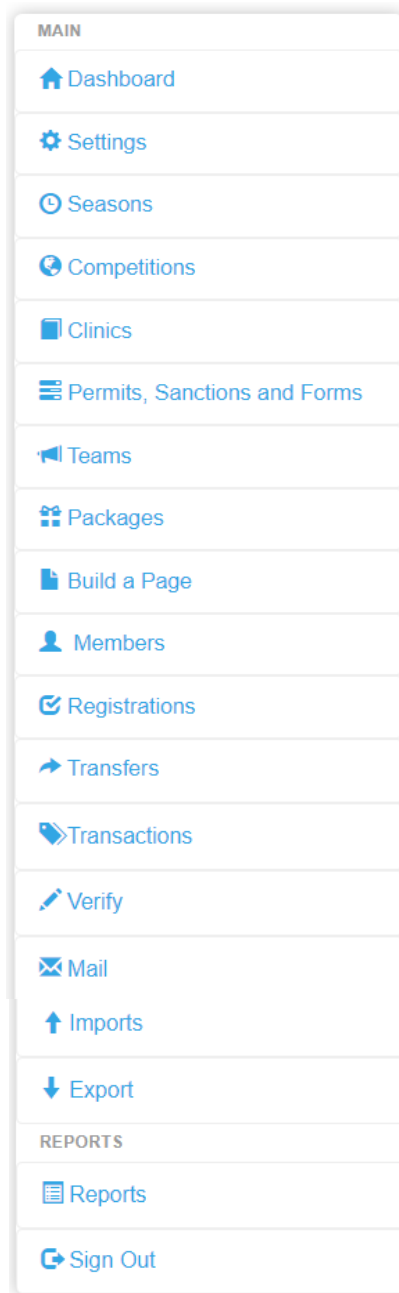 MAIN
Dashboard
Settings
Seasons
Competitions
Clinics
Permits, Sanctions and Forms
Teams
Packages
Build a Page
Members
Registrations
Transfers
Transactions
Verify
Mail
Imports
Export
REPORTS
Reports
Sign Out